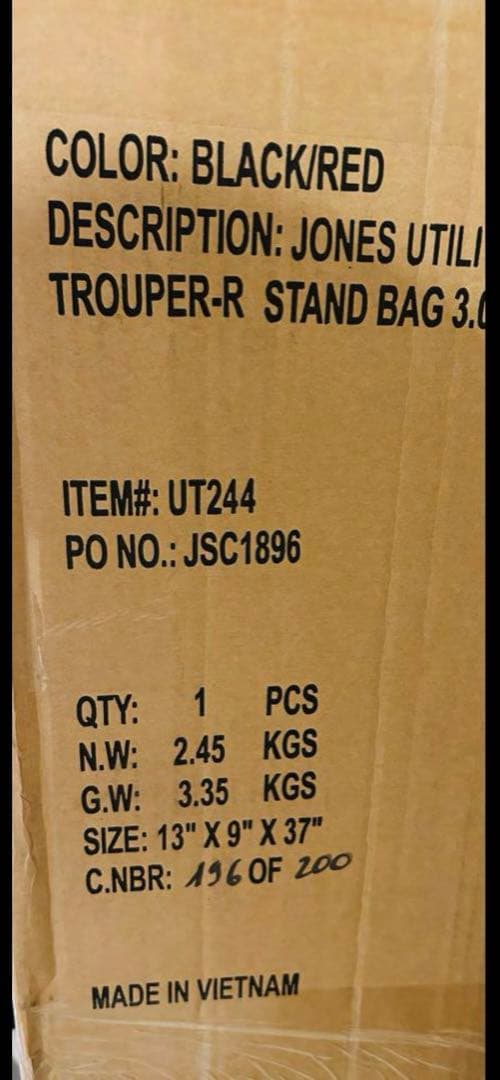 COLOR: BLACK/RED
DESCRIPTION: JONES UTILI
TROUPER-R STAND BAG 3.0
ITEM#: UT244
PO NO.: JSC1896
QTY: 1 PCS
N.W: 2.45 KGS
G.W: 3.35 KGS
SIZE: 13" X 9" X 37"
C.NBR: 196 OF 200
MADE IN VIETNAM